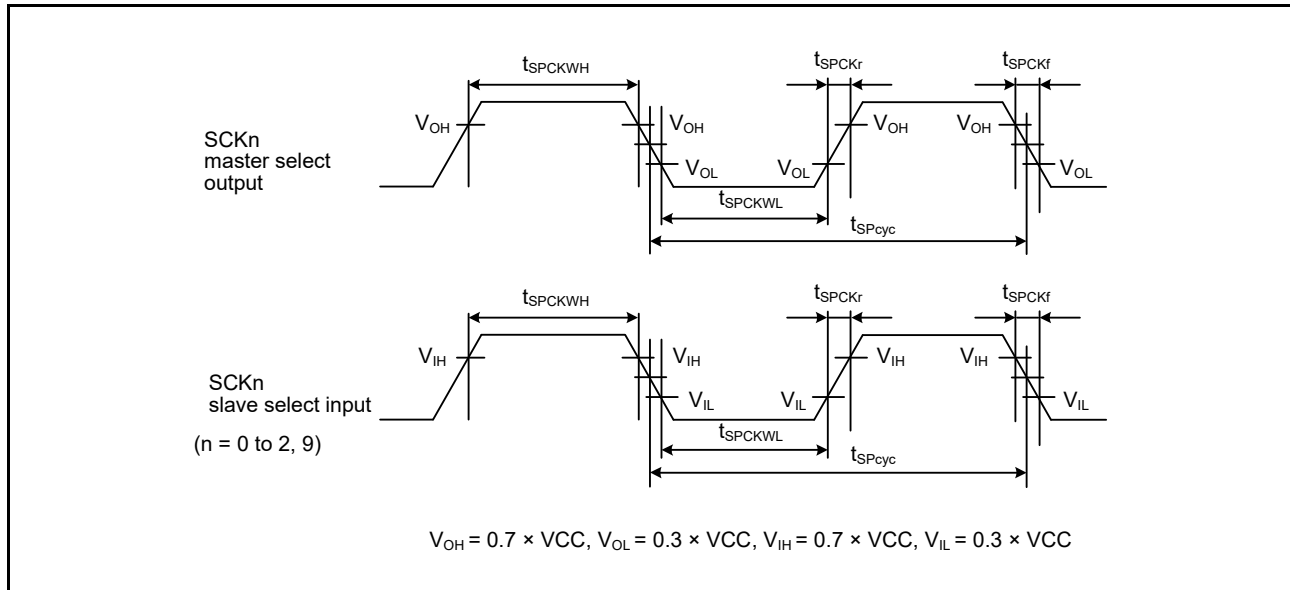 tSPCKWH tSPCKr tSPCKf
VOH VOH VOH VOH
SCKn
master select
output
VOL VOL VOL
tSPCKWL
tSPcyc
tSPCKWH tSPCKr tSPCKf
VIH VIH VIH VIH
SCKn
slave select input
VIL VIL VIL
(n = 0 to 2, 9)
tSPCKWL
tSPcyc
VOH = 0.7 × VCC, VOL = 0.3 × VCC, VIH = 0.7 × VCC, VIL = 0.3 × VCC